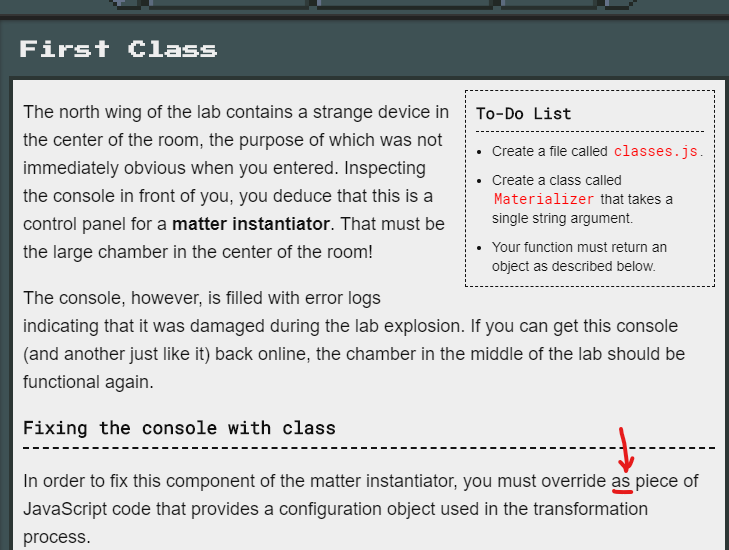 First Class
The north wing of the lab contains a strange device in
the center of the room, the purpose of which was not
immediately obvious when you entered. Inspecting
the console in front of you, you deduce that this is a
control panel for a matter instantiator. That must be
the large chamber in the center of the room!
To-Do List
Create a file called classes.js.
Create a class called
Materializer that takes a
single string argument.
Your function must return an
object as described below.
The console, however, is filled with error logs
indicating that it was damaged during the lab explosion. If you can get this console
(and another just like it) back online, the chamber in the middle of the lab should be
functional again.
Fixing the console with class
In order to fix this component of the matter instantiator, you must override as piece of
JavaScript code that provides a configuration object used in the transformation
process.